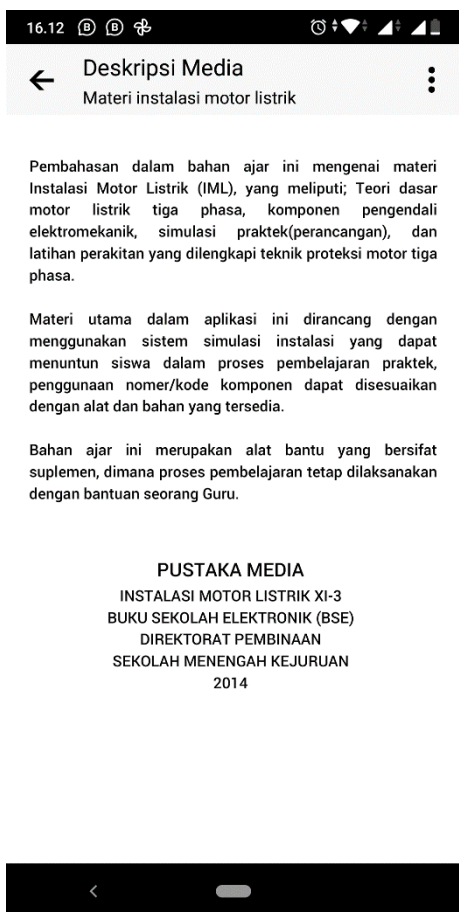 16.12
Deskripsi Media
Materi instalasi motor listrik
Pembahasan dalam bahan ajar ini mengenai materi
Instalasi Motor Listrik (IML), yang meliputi; Teori dasar
motor listrik tiga phasa, komponen pengendali
elektromekanik, simulasi praktek(perancangan), dan
latihan perakitan yang dilengkapi teknik proteksi motor tiga
phasa.
Materi utama dalam aplikasi ini dirancang dengan
menggunakan sistem simulasi instalasi yang dapat
menuntun siswa dalam proses pembelajaran praktek,
penggunaan nomer/kode komponen dapat disesuaikan
dengan alat dan bahan yang tersedia.
Bahan ajar ini merupakan alat bantu yang bersifat
suplemen, dimana proses pembelajaran tetap dilaksanakan
dengan bantuan seorang Guru.
PUSTAKA MEDIA
INSTALASI MOTOR LISTRIK XI-3
BUKU SEKOLAH ELEKTRONIK (BSE)
DIREKTORAT PEMBINAAN
SEKOLAH MENENGAH KEJURUAN
2014